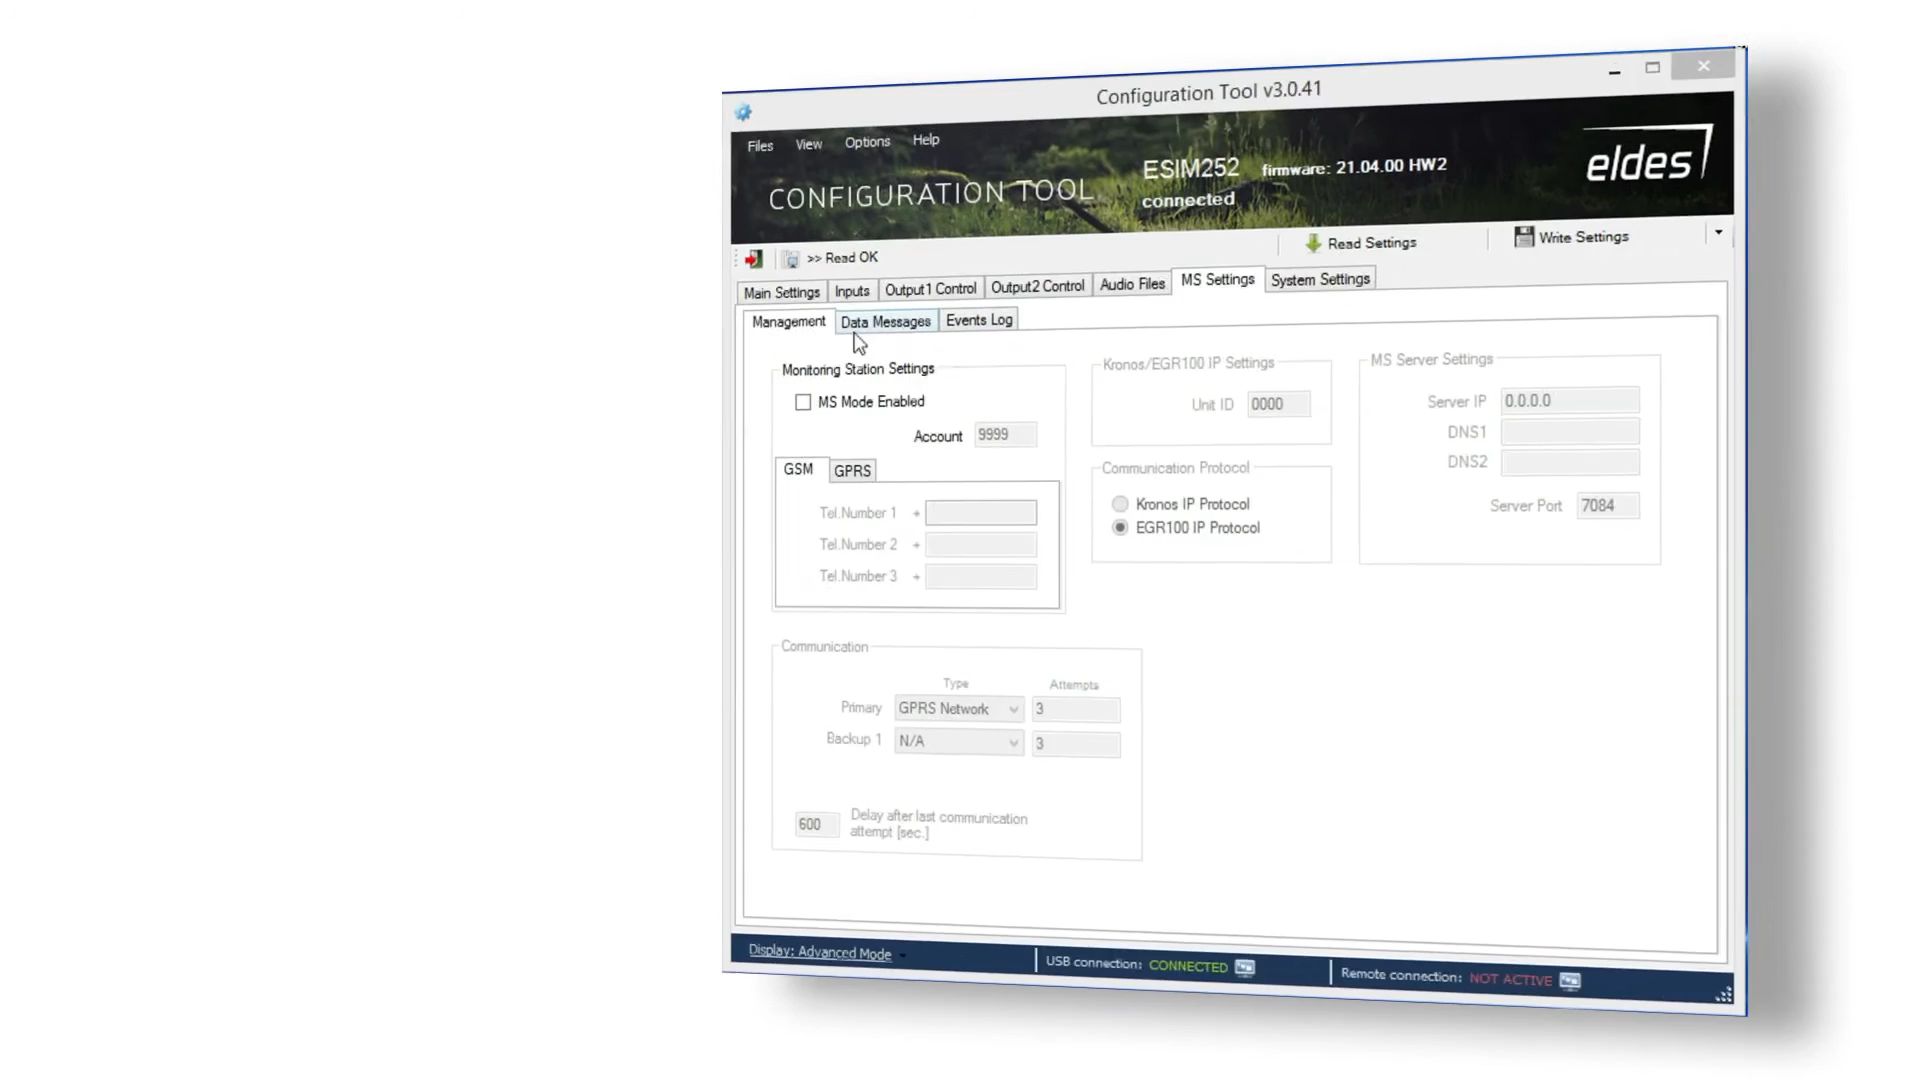 Configuration Tool v3.0.41
Files View Options Help
CONFIGURATION TOOL
ESIM252 firmware: 21.04.00 HW2
connected
eldes
>> Read OK
Read Settings
Write Settings
Main Settings Inputs Output1 Control Output2 Control Audio Files MS Settings System Settings
Management Data Messages Events Log
Monitoring Station Settings
MS Mode Enabled
Account 9999
GSM GPRS
Tel.Number 1 +
Tel.Number 2 +
Tel.Number 3 +
Kronos/EGR100 IP Settings
Unit ID 0000
Communication Protocol
Kronos IP Protocol
EGR100 IP Protocol
MS Server Settings
Server IP 0.0.0.0
DNS1
DNS2
Server Port 7084
Communication
Type Attempts
Primary GPRS Network 3
Backup 1 N/A 3
600 Delay after last communication
attempt [sec.]
Display: Advanced Mode
USB connection: CONNECTED
Remote connection: NOT ACTIVE